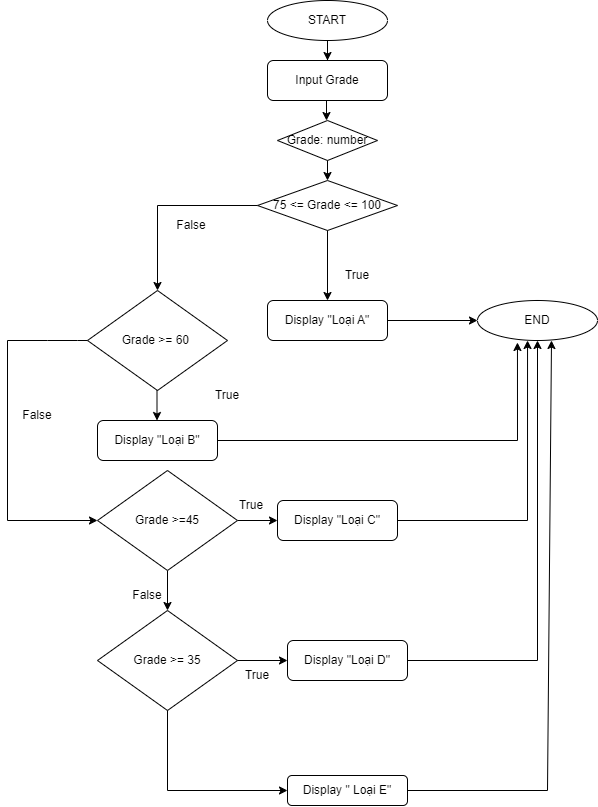 START
Input Grade
Grade: number
75 <= Grade <= 100
False
True
Display "Loại A"
END
Grade >= 60
True
False
Display "Loại B"
Grade >=45
True
Display "Loại C"
False
Grade >= 35
True
Display "Loại D"
Display " Loại E"